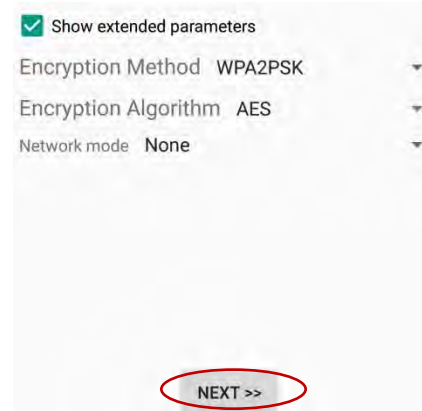 Show extended parameters
Encryption Method WPA2PSK
Encryption Algorithm AES
Network mode None
NEXT >>